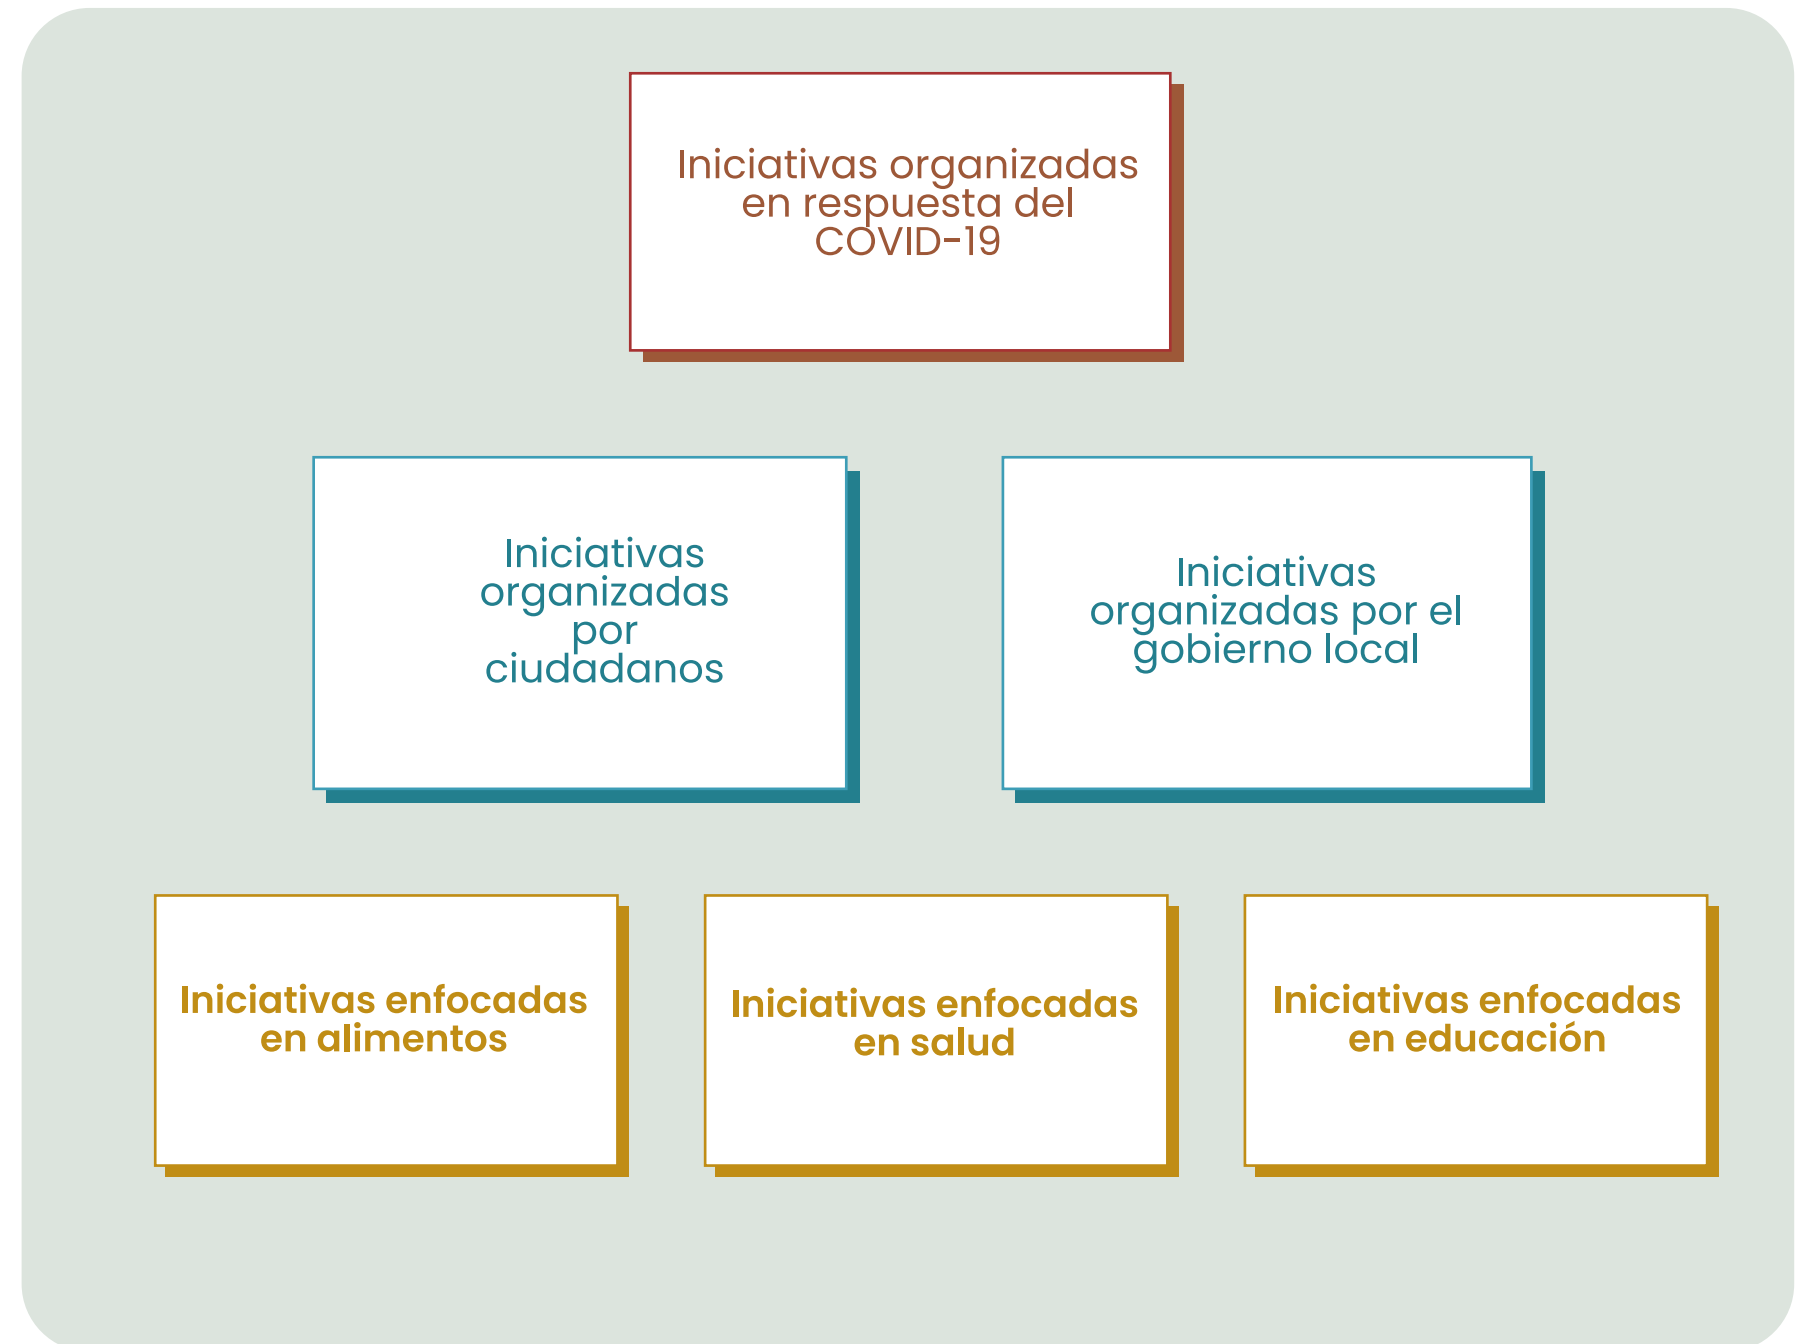 Iniciativas organizadas
en respuesta del
COVID-19
Iniciativas
organizadas
por
ciudadanos
Iniciativas
organizadas por el
gobierno local
Iniciativas enfocadas
en alimentos
Iniciativas enfocadas
en salud
Iniciativas enfocadas
en educación